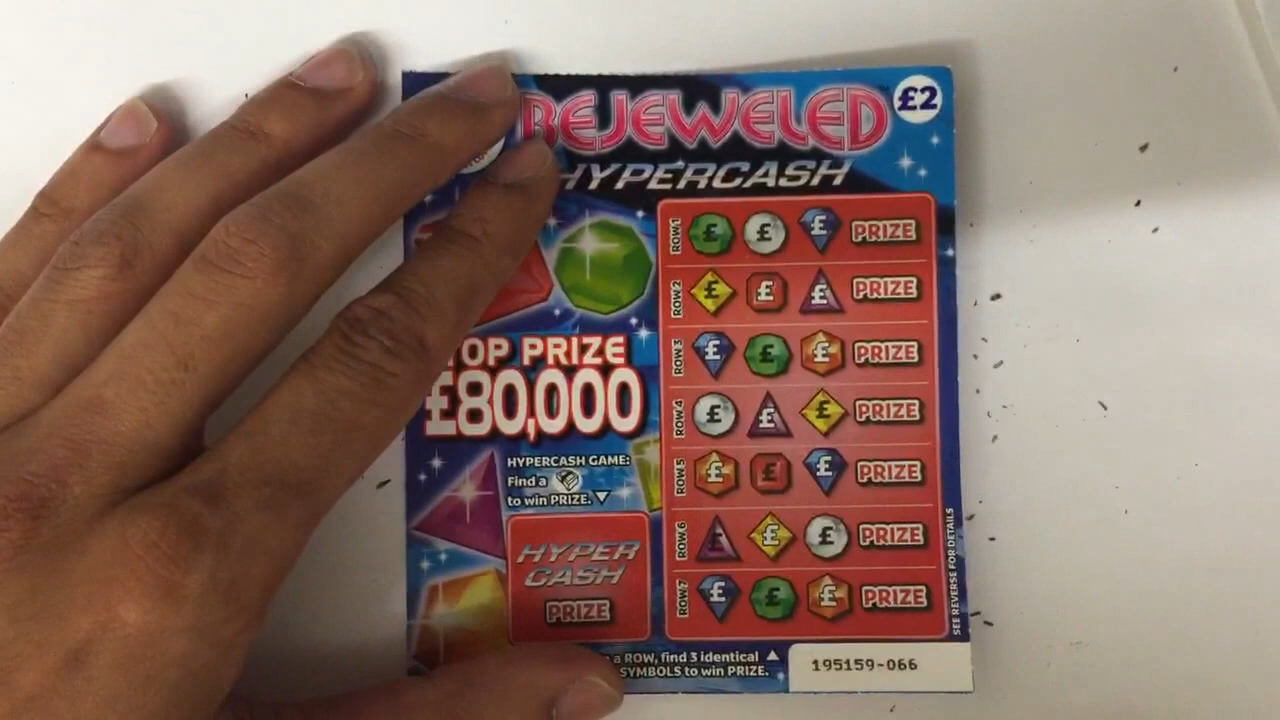 BEJEWELED
£2
HYPERCASH
ROW 1 £ £ £ PRIZE
ROW 2 £ £ £ PRIZE
ROW 3 £ £ £ PRIZE
ROW 4 £ £ £ PRIZE
ROW 5 £ £ £ PRIZE
ROW 6 £ £ £ PRIZE
ROW 7 £ £ £ PRIZE
TOP PRIZE
£80,000
HYPERCASH GAME:
Find a
to win PRIZE.
HYPER
CASH
PRIZE
a ROW, find 3 identical
SYMBOLS to win PRIZE.
195159-066
SEE REVERSE FOR DETAILS